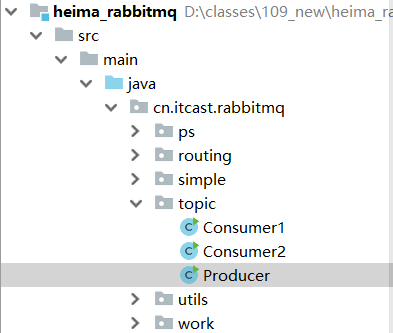 heima_rabbitmq D:\classes\109_new\heima_ra
src
main
java
cn.itcast.rabbitmq
ps
routing
simple
topic
C Consumer1
C Consumer2
C Producer
utils
work